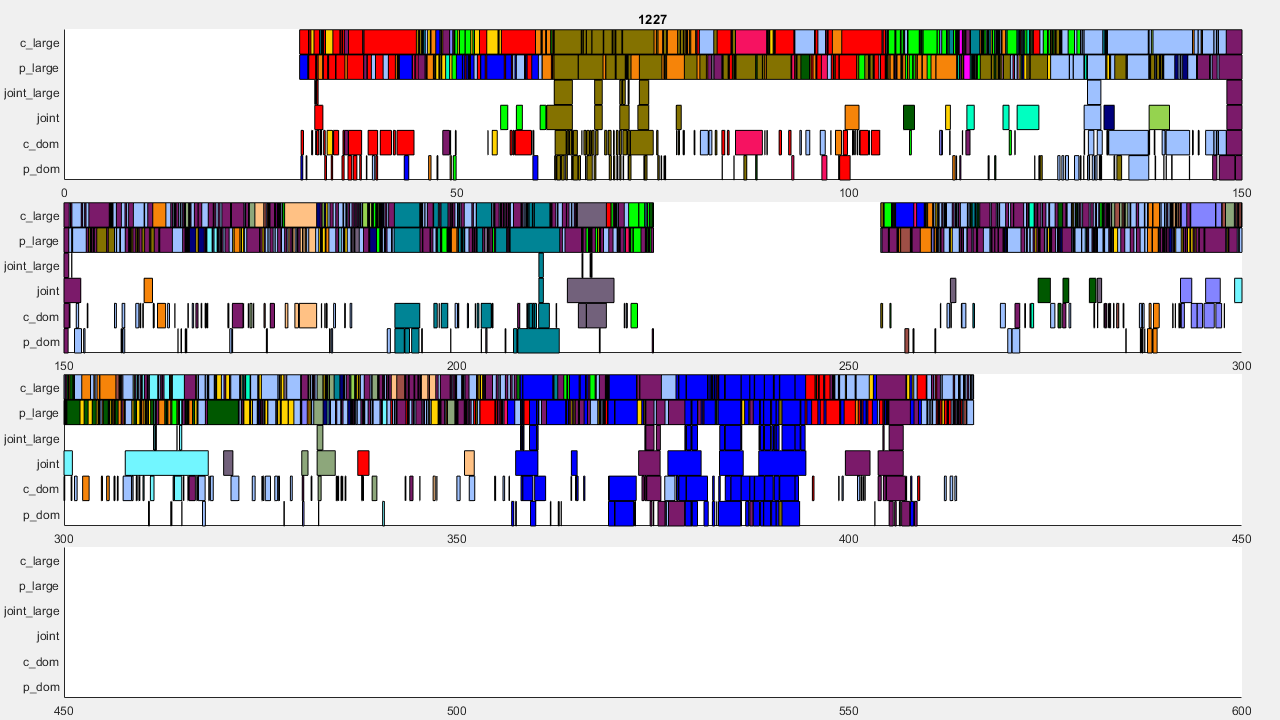 1227
c_large
p_large
joint_large
joint
c_dom
p_dom
0 50 100 150
c_large
p_large
joint_large
joint
c_dom
p_dom
150 200 250 300
c_large
p_large
joint_large
joint
c_dom
p_dom
300 350 400 450
c_large
p_large
joint_large
joint
c_dom
p_dom
450 500 550 600